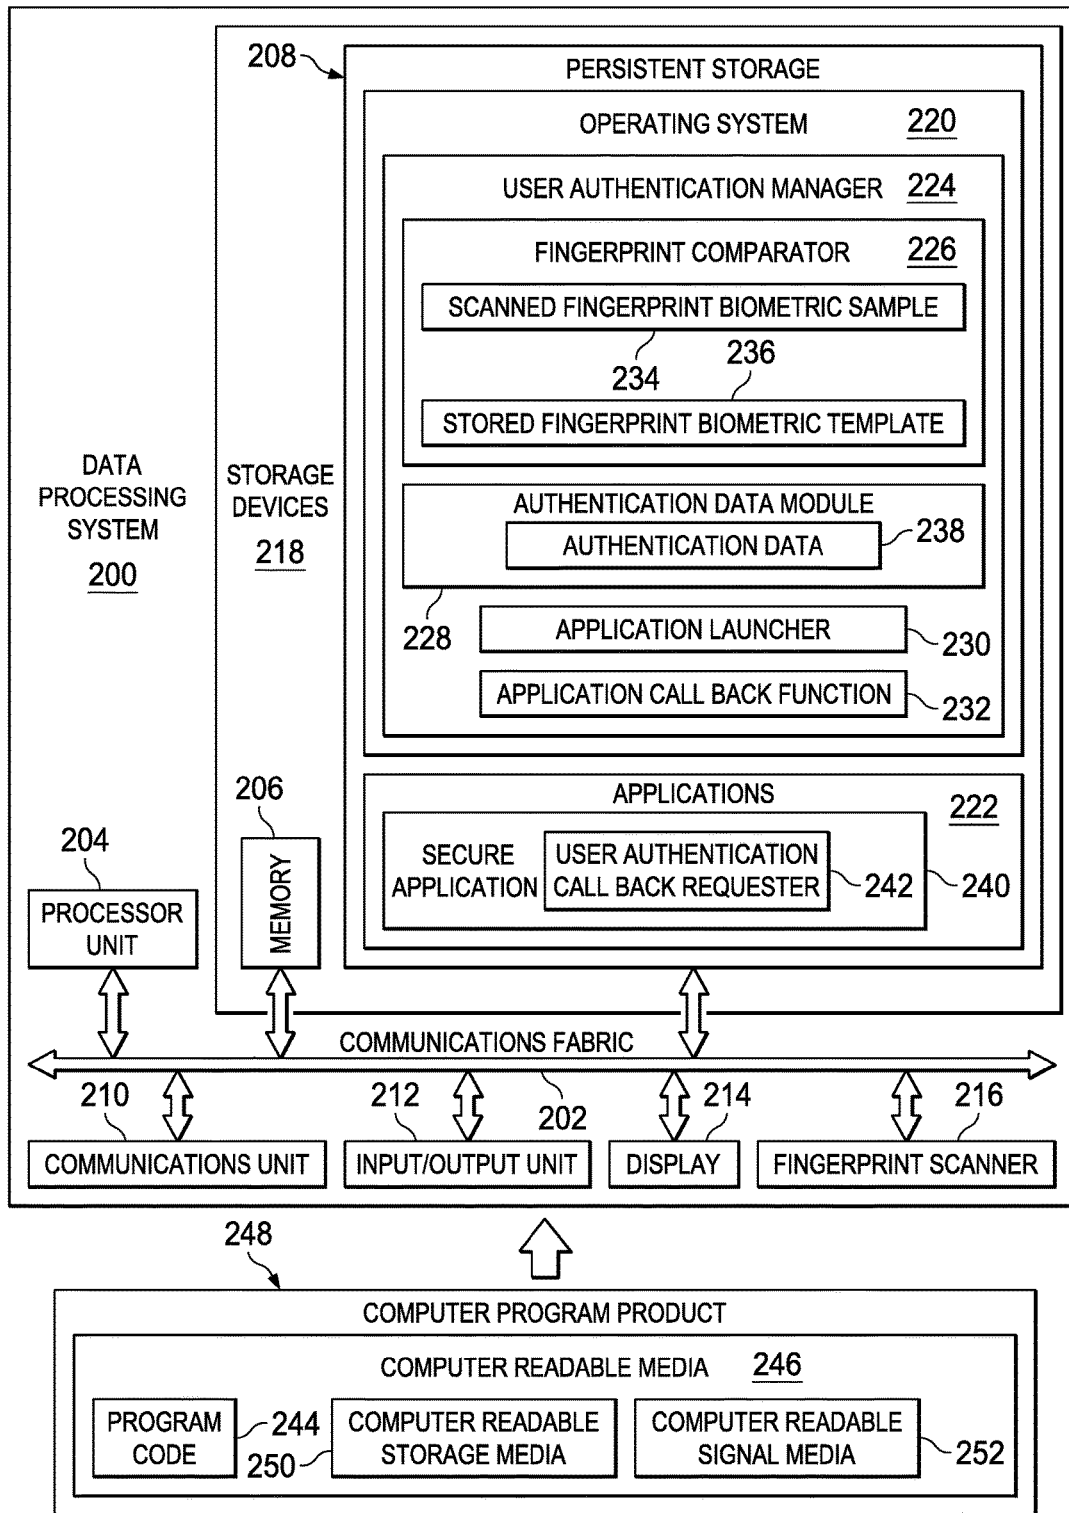 208
PERSISTENT STORAGE
OPERATING SYSTEM 220
USER AUTHENTICATION MANAGER 224
FINGERPRINT COMPARATOR 226
SCANNED FINGERPRINT BIOMETRIC SAMPLE
234
236
STORED FINGERPRINT BIOMETRIC TEMPLATE
DATA
PROCESSING
SYSTEM
200
STORAGE
DEVICES
218
AUTHENTICATION DATA MODULE
AUTHENTICATION DATA
238
228
APPLICATION LAUNCHER
230
APPLICATION CALL BACK FUNCTION
232
APPLICATIONS
222
SECURE
APPLICATION
USER AUTHENTICATION
CALL BACK REQUESTER
242
240
204
PROCESSOR
UNIT
206
MEMORY
COMMUNICATIONS FABRIC
202
210
COMMUNICATIONS UNIT
212
INPUT/OUTPUT UNIT
214
DISPLAY
216
FINGERPRINT SCANNER
248
COMPUTER PROGRAM PRODUCT
COMPUTER READABLE MEDIA 246
PROGRAM
CODE
244
250
COMPUTER READABLE
STORAGE MEDIA
COMPUTER READABLE
SIGNAL MEDIA
252